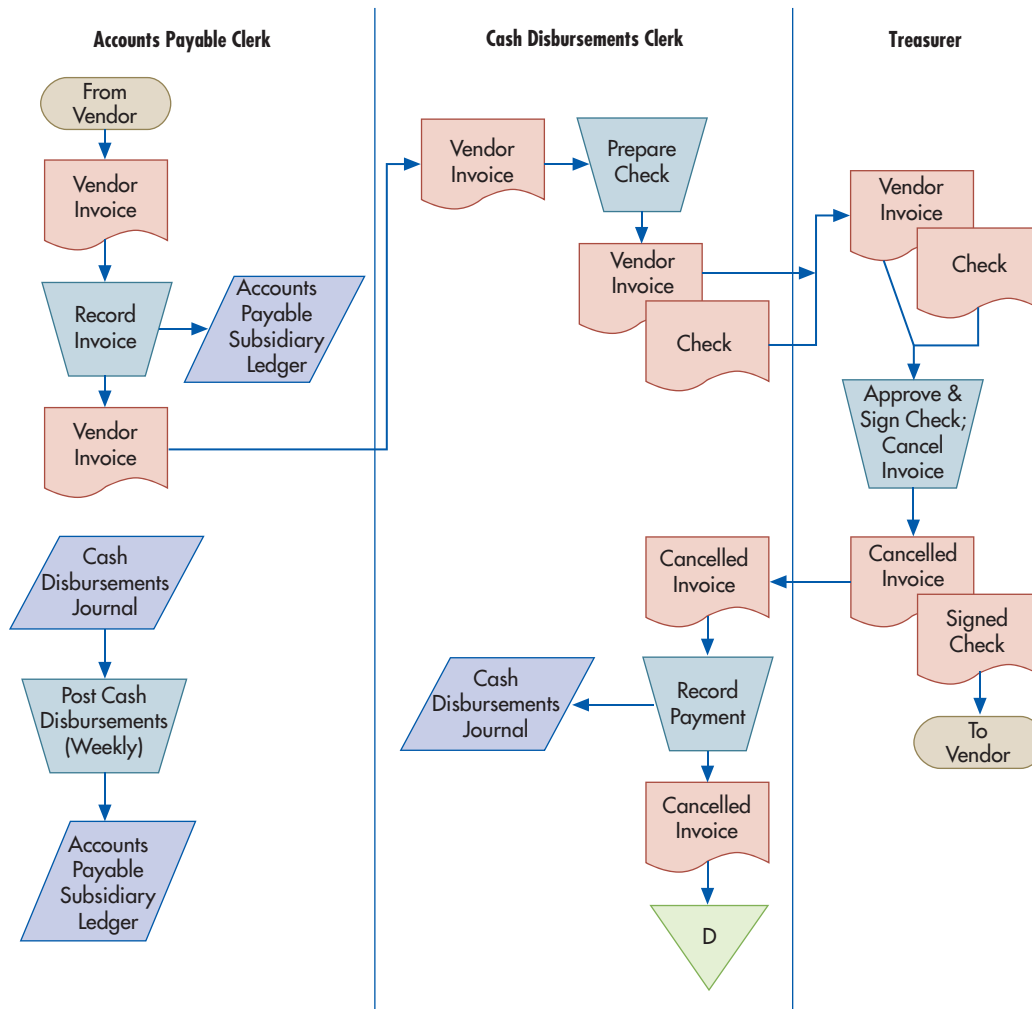 Accounts Payable Clerk
From
Vendor
Vendor
Invoice
Record
Invoice
Accounts
Payable
Subsidiary
Ledger
Vendor
Invoice
Cash
Disbursements
Journal
Post Cash
Disbursements
(Weekly)
Accounts
Payable
Subsidiary
Ledger
Cash Disbursements Clerk
Vendor
Invoice
Prepare
Check
Vendor
Invoice
Check
Cancelled
Invoice
Record
Payment
Cash
Disbursements
Journal
Cancelled
Invoice
D
Treasurer
Vendor
Invoice
Check
Approve &
Sign Check;
Cancel
Invoice
Cancelled
Invoice
Signed
Check
To
Vendor